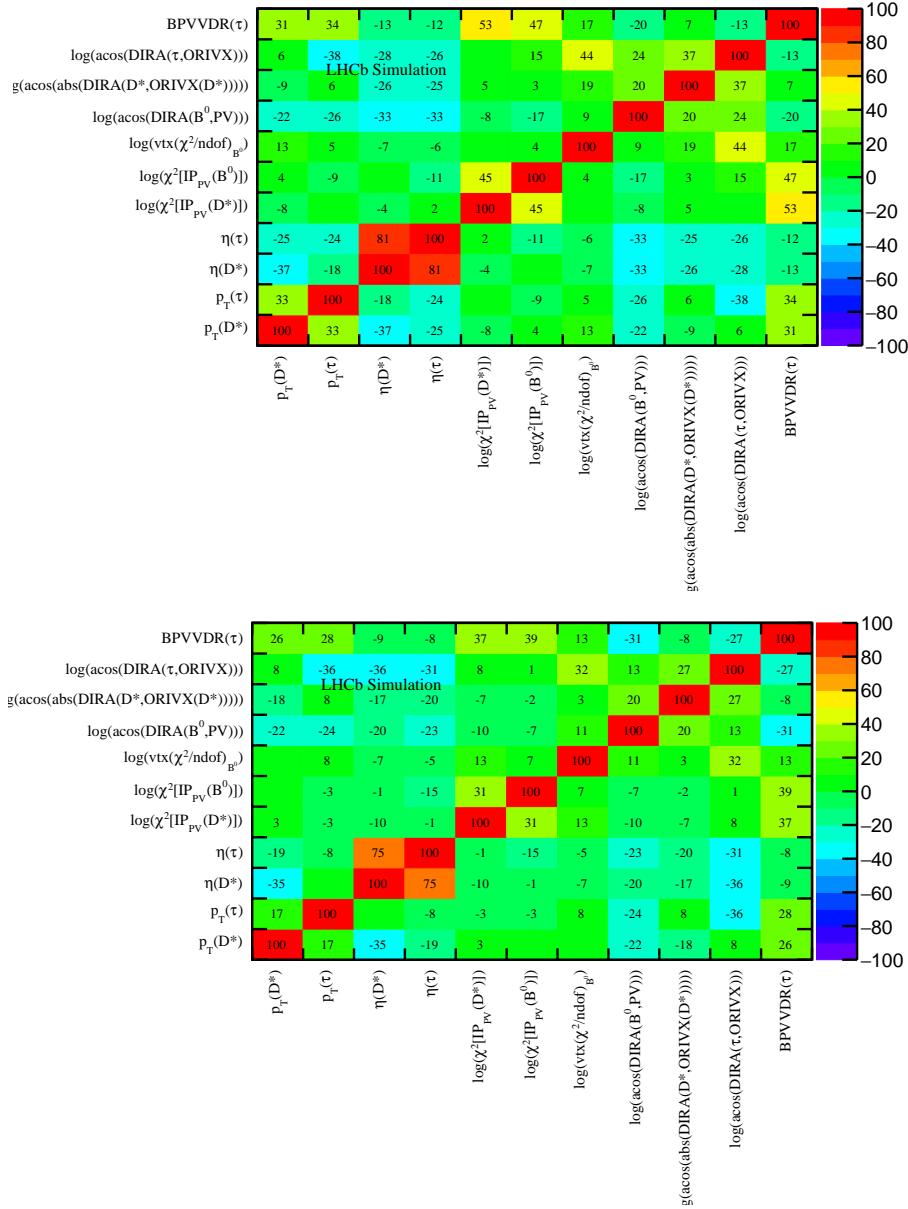 BPVVDR(τ) 31 34 -13 -12 53 47 17 -20 7 -13 100
log(acos(DIRA(τ,ORIVX))) 6 -38 -28 -26 15 44 24 37 100 -13
LHCb Simulation
g(acos(abs(DIRA(D*,ORIVX(D*))))) -9 6 -26 -25 5 3 19 20 100 37 7
log(acos(DIRA(B⁰,PV))) -22 -26 -33 -33 -8 -17 9 100 20 24 -20
log(vtx(χ²/ndof)_B⁰) 13 5 -7 -6 4 100 9 19 44 17
log(χ²[IP_PV(B⁰)]) 4 -9 -11 45 100 4 -17 3 15 47
log(χ²[IP_PV(D*)]) -8 -4 2 100 45 -8 5 53
η(τ) -25 -24 81 100 2 -11 -6 -33 -25 -26 -12
η(D*) -37 -18 100 81 -4 -7 -33 -26 -28 -13
p_T(τ) 33 100 -18 -24 -9 5 -26 6 -38 34
p_T(D*) 100 33 -37 -25 -8 4 13 -22 -9 6 31
p_T(D*)
p_T(τ)
η(D*)
η(τ)
log(χ²[IP_PV(D*)])
log(χ²[IP_PV(B⁰)])
log(vtx(χ²/ndof)_B⁰)
log(acos(DIRA(B⁰,PV)))
g(acos(abs(DIRA(D*,ORIVX(D*)))))
log(acos(DIRA(τ,ORIVX)))
BPVVDR(τ)
100
80
60
40
20
0
−20
−40
−60
−80
−100
BPVVDR(τ) 26 28 -9 -8 37 39 13 -31 -8 -27 100
log(acos(DIRA(τ,ORIVX))) 8 -36 -36 -31 8 1 32 13 27 100 -27
LHCb Simulation
g(acos(abs(DIRA(D*,ORIVX(D*))))) -18 8 -17 -20 -7 -2 3 20 100 27 -8
log(acos(DIRA(B⁰,PV))) -22 -24 -20 -23 -10 -7 11 100 20 13 -31
log(vtx(χ²/ndof)_B⁰) 8 -7 -5 13 7 100 11 3 32 13
log(χ²[IP_PV(B⁰)]) -3 -1 -15 31 100 7 -7 -2 1 39
log(χ²[IP_PV(D*)]) 3 -3 -10 -1 100 31 13 -10 -7 8 37
η(τ) -19 -8 75 100 -1 -15 -5 -23 -20 -31 -8
η(D*) -35 100 75 -10 -1 -7 -20 -17 -36 -9
p_T(τ) 17 100 -8 -3 -3 8 -24 8 -36 28
p_T(D*) 100 17 -35 -19 3 -22 -18 8 26
p_T(D*)
p_T(τ)
η(D*)
η(τ)
log(χ²[IP_PV(D*)])
log(χ²[IP_PV(B⁰)])
log(vtx(χ²/ndof)_B⁰)
log(acos(DIRA(B⁰,PV)))
g(acos(abs(DIRA(D*,ORIVX(D*)))))
log(acos(DIRA(τ,ORIVX)))
BPVVDR(τ)
100
80
60
40
20
0
−20
−40
−60
−80
−100